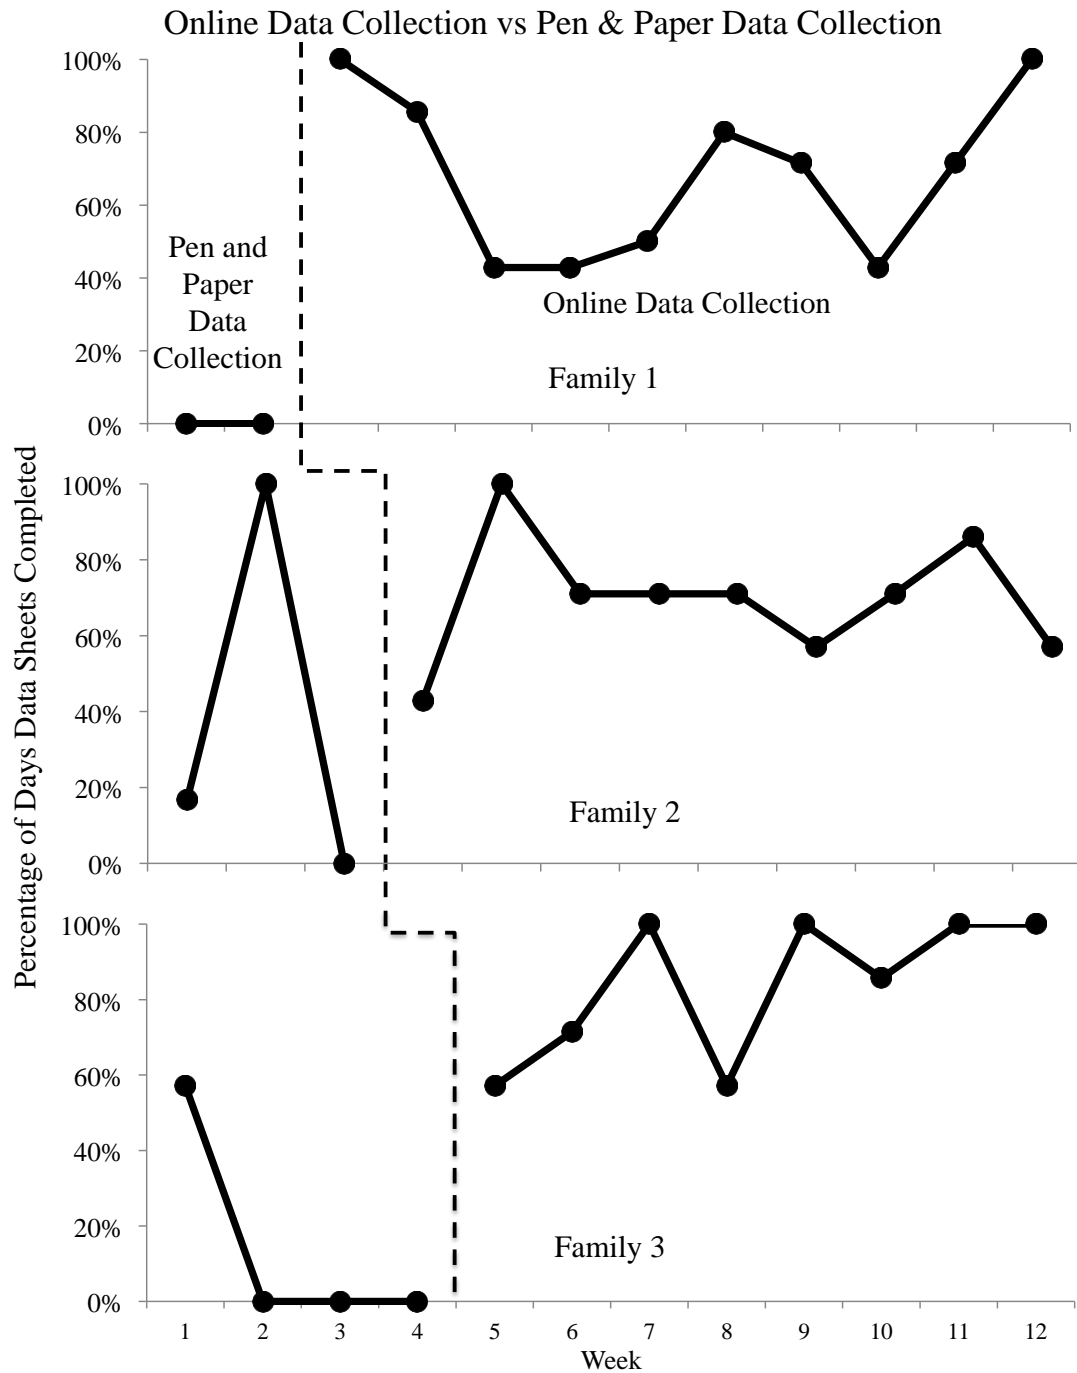 Online Data Collection vs Pen & Paper Data Collection
100%
80%
60%
40%
20%
0%
Pen and
Paper
Data
Collection
Online Data Collection
Family 1
Percentage of Days Data Sheets Completed
100%
80%
60%
40%
20%
0%
Family 2
100%
80%
60%
40%
20%
0%
Family 3
1 2 3 4 5 6 7 8 9 10 11 12
Week